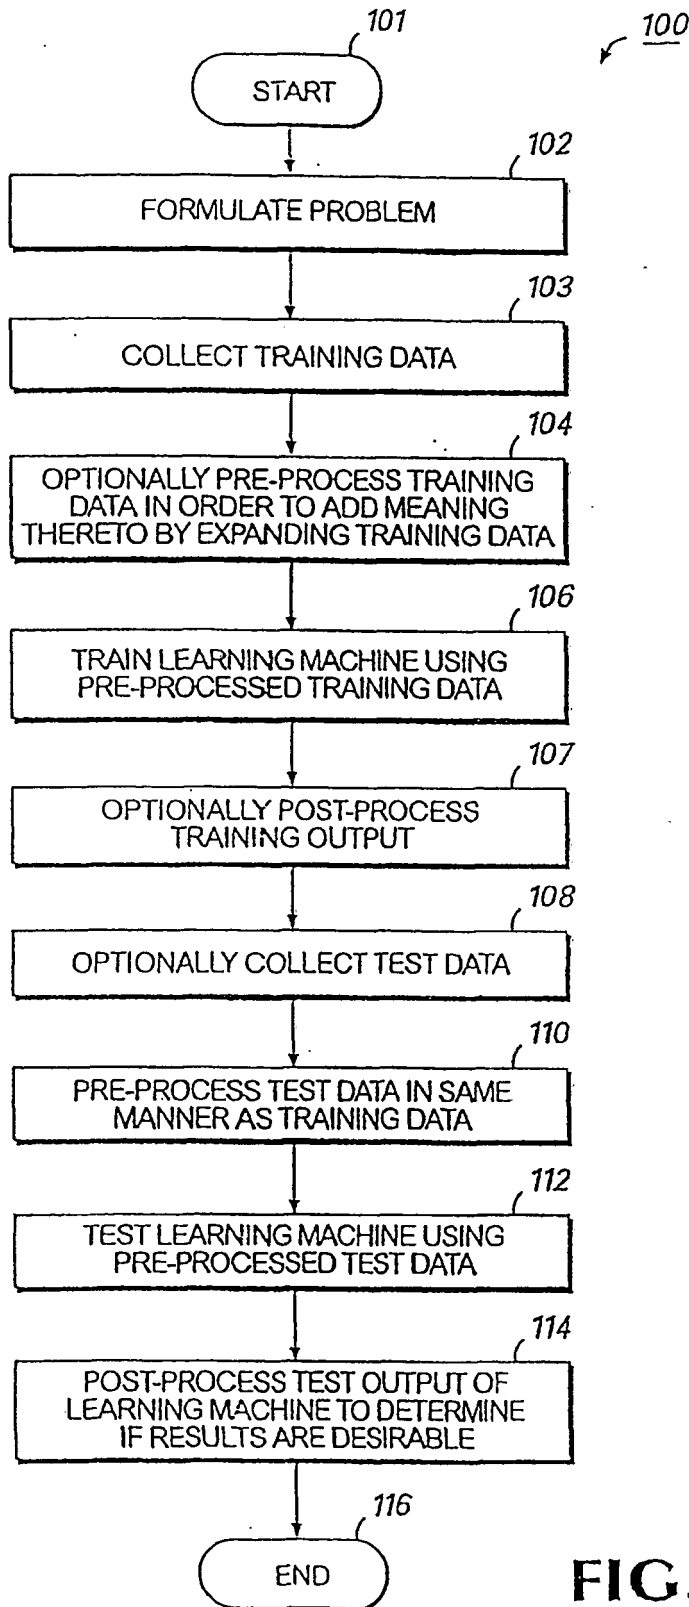 101
100
START
102
FORMULATE PROBLEM
103
COLLECT TRAINING DATA
104
OPTIONALLY PRE-PROCESS TRAINING
DATA IN ORDER TO ADD MEANING
THERETO BY EXPANDING TRAINING DATA
106
TRAIN LEARNING MACHINE USING
PRE-PROCESSED TRAINING DATA
107
OPTIONALLY POST-PROCESS
TRAINING OUTPUT
108
OPTIONALLY COLLECT TEST DATA
110
PRE-PROCESS TEST DATA IN SAME
MANNER AS TRAINING DATA
112
TEST LEARNING MACHINE USING
PRE-PROCESSED TEST DATA
114
POST-PROCESS TEST OUTPUT OF
LEARNING MACHINE TO DETERMINE
IF RESULTS ARE DESIRABLE
116
END
FIG.